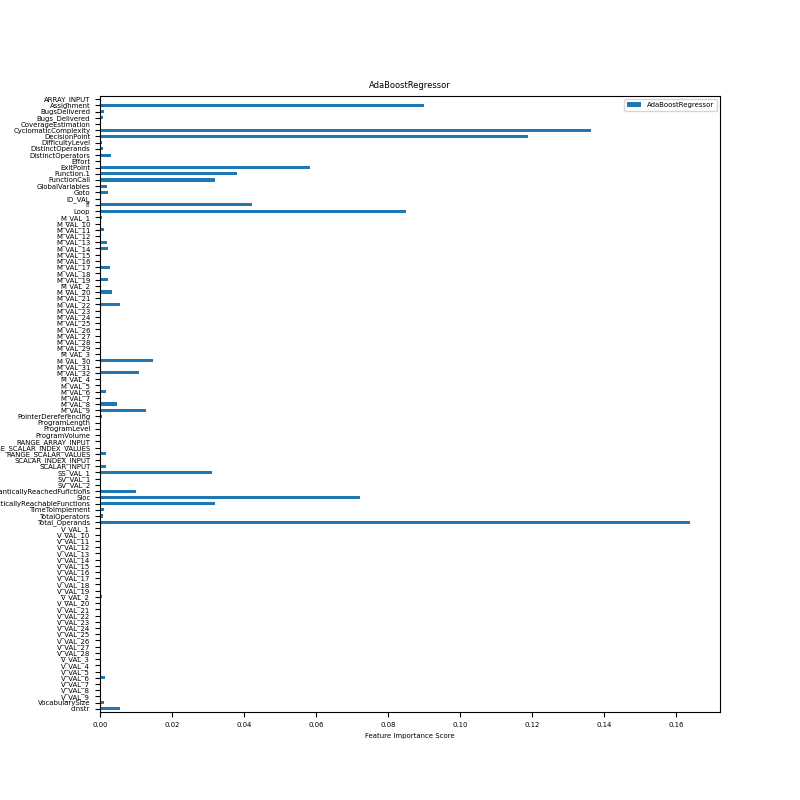 AdaBoostRegressor
AdaBoostRegressor
ARRAY_INPUT
Assignment
BugsDelivered
Bugs_Delivered
CoverageEstimation
CyclomaticComplexity
DecisionPoint
DifficultyLevel
DistinctOperands
DistinctOperators
Effort
ExitPoint
Function.1
FunctionCall
GlobalVariables
Goto
ID_VAL
If
Loop
M_VAL_1
M_VAL_10
M_VAL_11
M_VAL_12
M_VAL_13
M_VAL_14
M_VAL_15
M_VAL_16
M_VAL_17
M_VAL_18
M_VAL_19
M_VAL_2
M_VAL_20
M_VAL_21
M_VAL_22
M_VAL_23
M_VAL_24
M_VAL_25
M_VAL_26
M_VAL_27
M_VAL_28
M_VAL_29
M_VAL_3
M_VAL_30
M_VAL_31
M_VAL_32
M_VAL_4
M_VAL_5
M_VAL_6
M_VAL_7
M_VAL_8
M_VAL_9
PointerDereferencing
ProgramLength
ProgramLevel
ProgramVolume
RANGE_ARRAY_INPUT
E_SCALAR_INDEX_VALUES
RANGE_SCALAR_VALUES
SCALAR_INDEX_INPUT
SCALAR_INPUT
SS_VAL_1
SV_VAL_1
SV_VAL_2
anticallyReachedFunctions
Sloc
ticallyReachableFunctions
TimeToImplement
TotalOperators
Total_Operands
V_VAL_1
V_VAL_10
V_VAL_11
V_VAL_12
V_VAL_13
V_VAL_14
V_VAL_15
V_VAL_16
V_VAL_17
V_VAL_18
V_VAL_19
V_VAL_2
V_VAL_20
V_VAL_21
V_VAL_22
V_VAL_23
V_VAL_24
V_VAL_25
V_VAL_26
V_VAL_27
V_VAL_28
V_VAL_3
V_VAL_4
V_VAL_5
V_VAL_6
V_VAL_7
V_VAL_8
V_VAL_9
VocabularySize
cinstr
0.00 0.02 0.04 0.06 0.08 0.10 0.12 0.14 0.16
Feature Importance Score